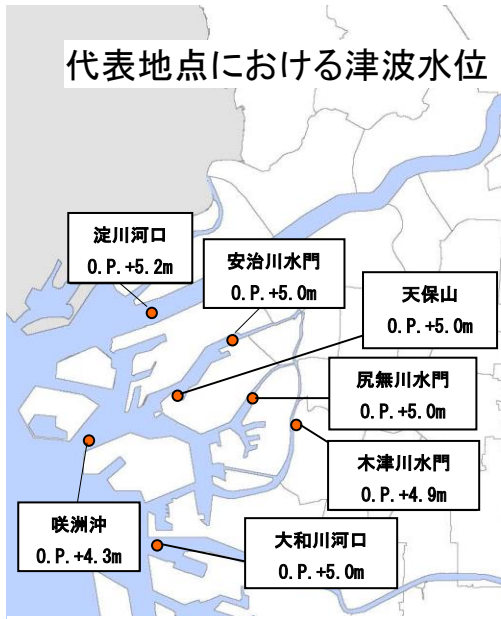 代表地点における津波水位
淀川河口
O.P.+5.2m
安治川水門
O.P.+5.0m
天保山
O.P.+5.0m
尻無川水門
O.P.+5.0m
木津川水門
O.P.+4.9m
咲洲沖
O.P.+4.3m
大和川河口
O.P.+5.0m